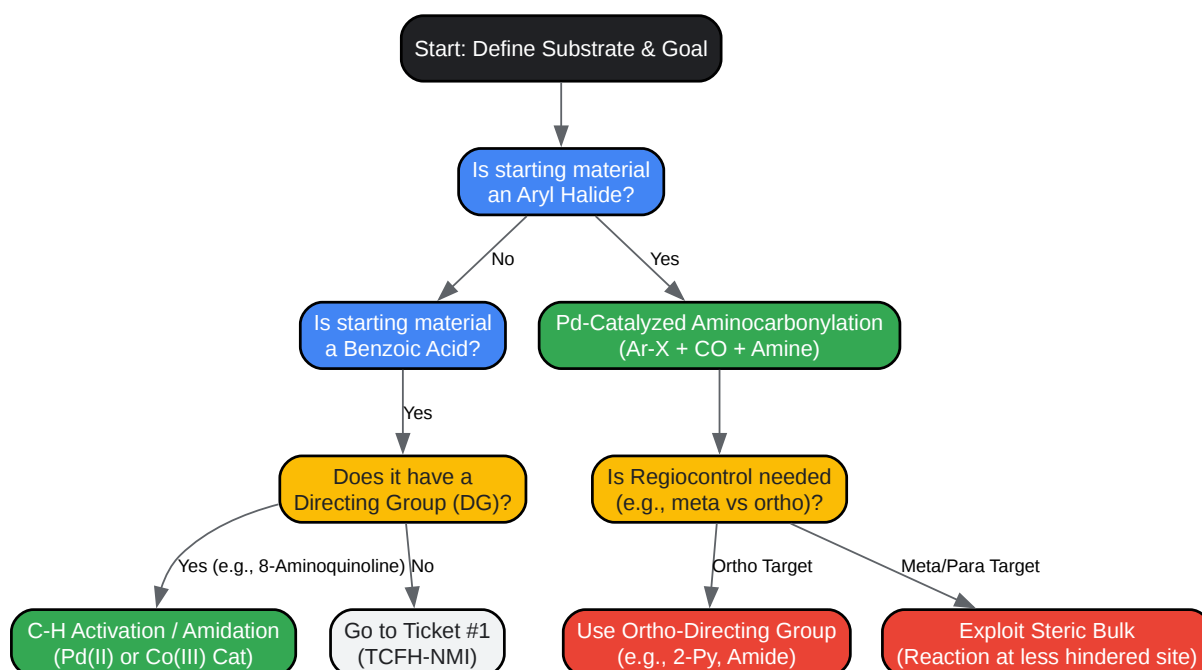 Start: Define Substrate & Goal
Is starting material
an Aryl Halide?
No
Yes
Is starting material
a Benzoic Acid?
Pd-Catalyzed Aminocarbonylation
(Ar-X + CO + Amine)
Yes
Does it have a
Directing Group (DG)?
Is Regiocontrol needed
(e.g., meta vs ortho)?
Yes (e.g., 8-Aminoquinoline)
No
Ortho Target
Meta/Para Target
C-H Activation / Amidation
(Pd(II) or Co(III) Cat)
Go to Ticket #1
(TCFH-NMI)
Use Ortho-Directing Group
(e.g., 2-Py, Amide)
Exploit Steric Bulk
(Reaction at less hindered site)